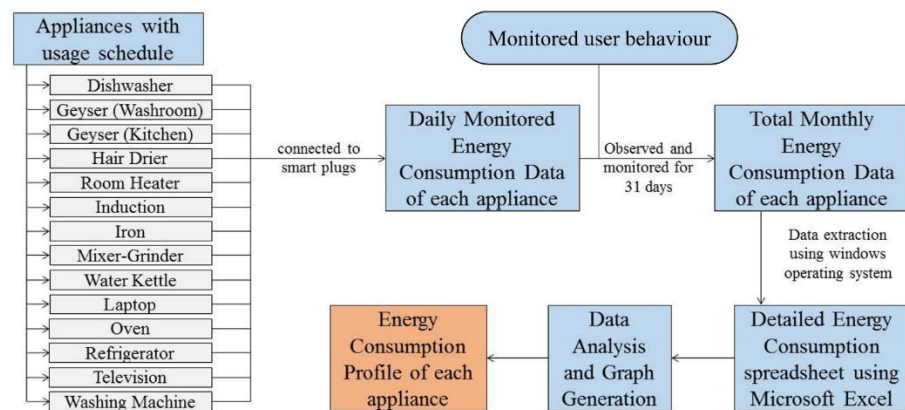 Appliances with
usage schedule
Dishwasher
Geyser (Washroom)
Geyser (Kitchen)
Hair Drier
Room Heater
Induction
Iron
Mixer-Grinder
Water Kettle
Laptop
Oven
Refrigerator
Television
Washing Machine
connected to
smart plugs
Monitored user behaviour
Daily Monitored
Energy
Consumption Data
of each appliance
Observed and
monitored for
31 days
Total Monthly
Energy
Consumption Data
of each appliance
Data extraction
using windows
operating system
Detailed Energy
Consumption
spreadsheet using
Microsoft Excel
Data
Analysis
and Graph
Generation
Energy
Consumption
Profile of each
appliance